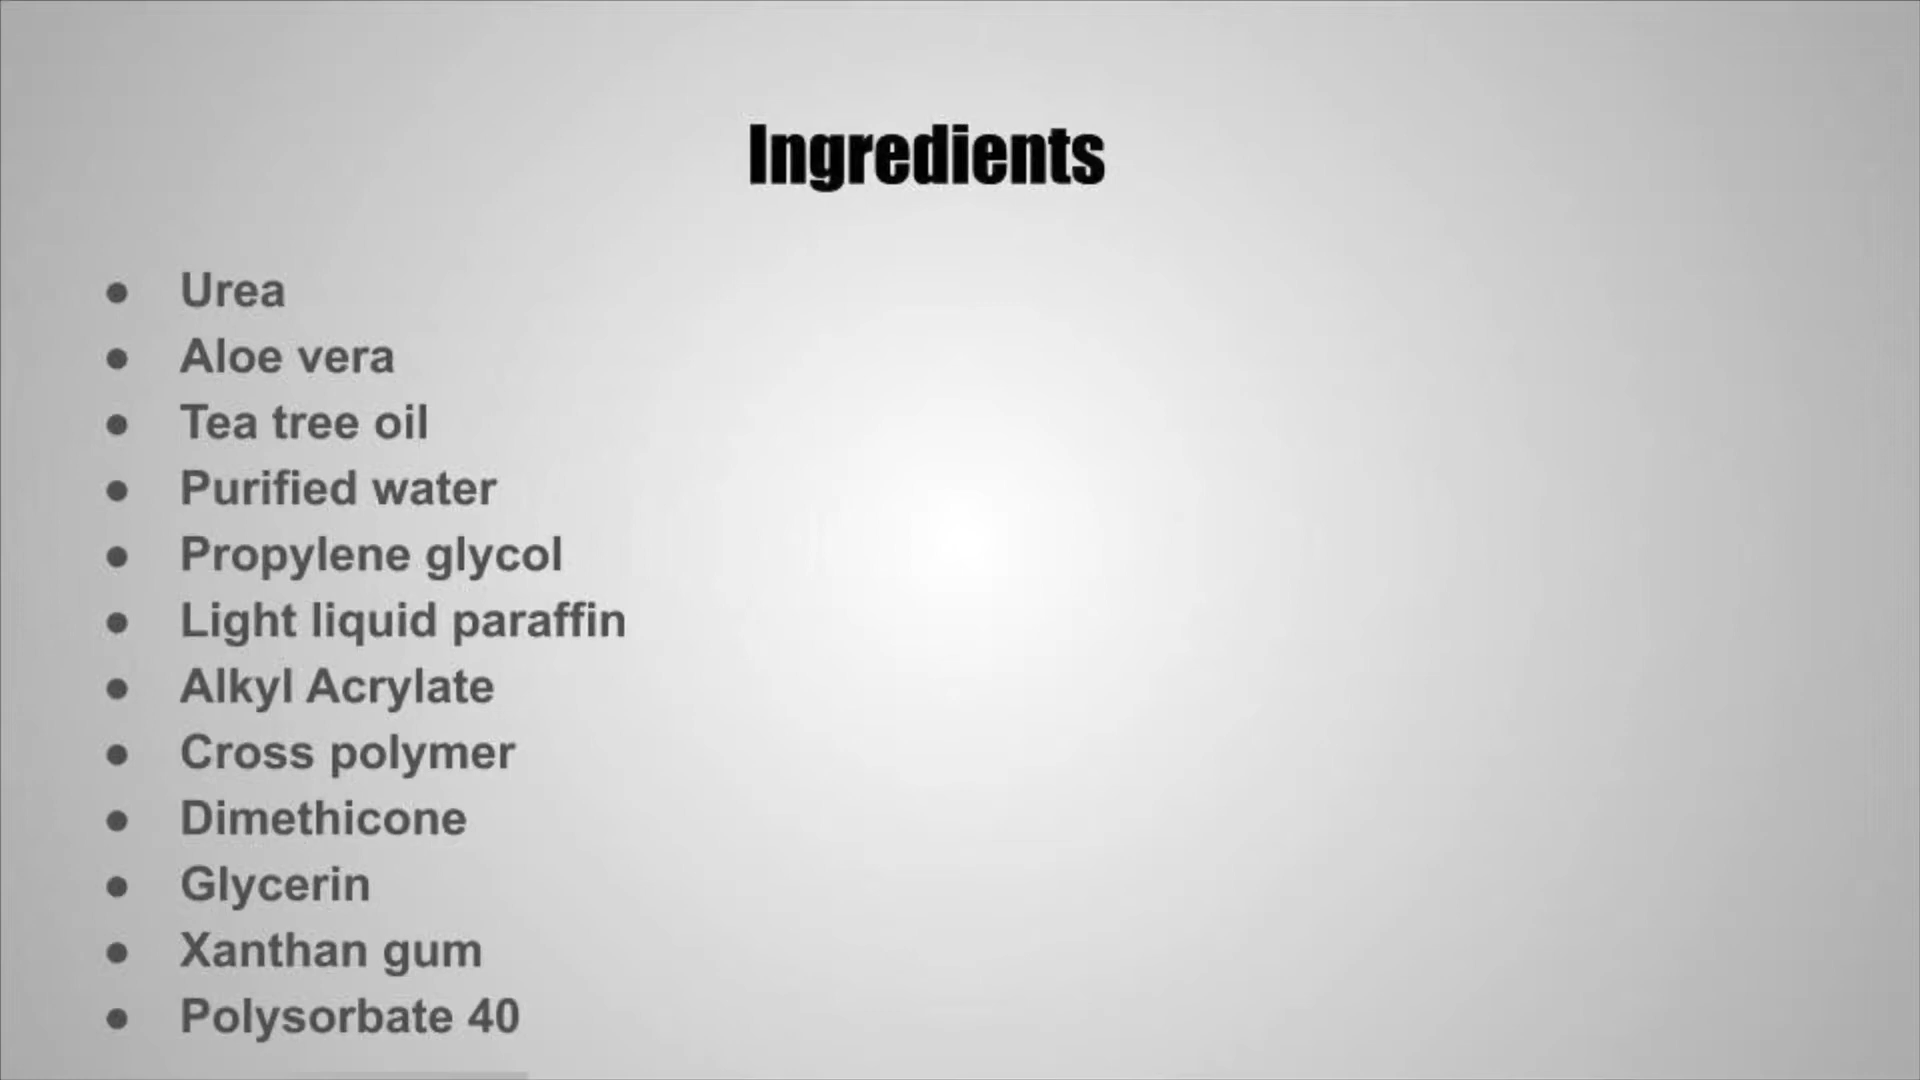 Ingredients
● Urea
● Aloe vera
● Tea tree oil
● Purified water
● Propylene glycol
● Light liquid paraffin
● Alkyl Acrylate
● Cross polymer
● Dimethicone
● Glycerin
● Xanthan gum
● Polysorbate 40